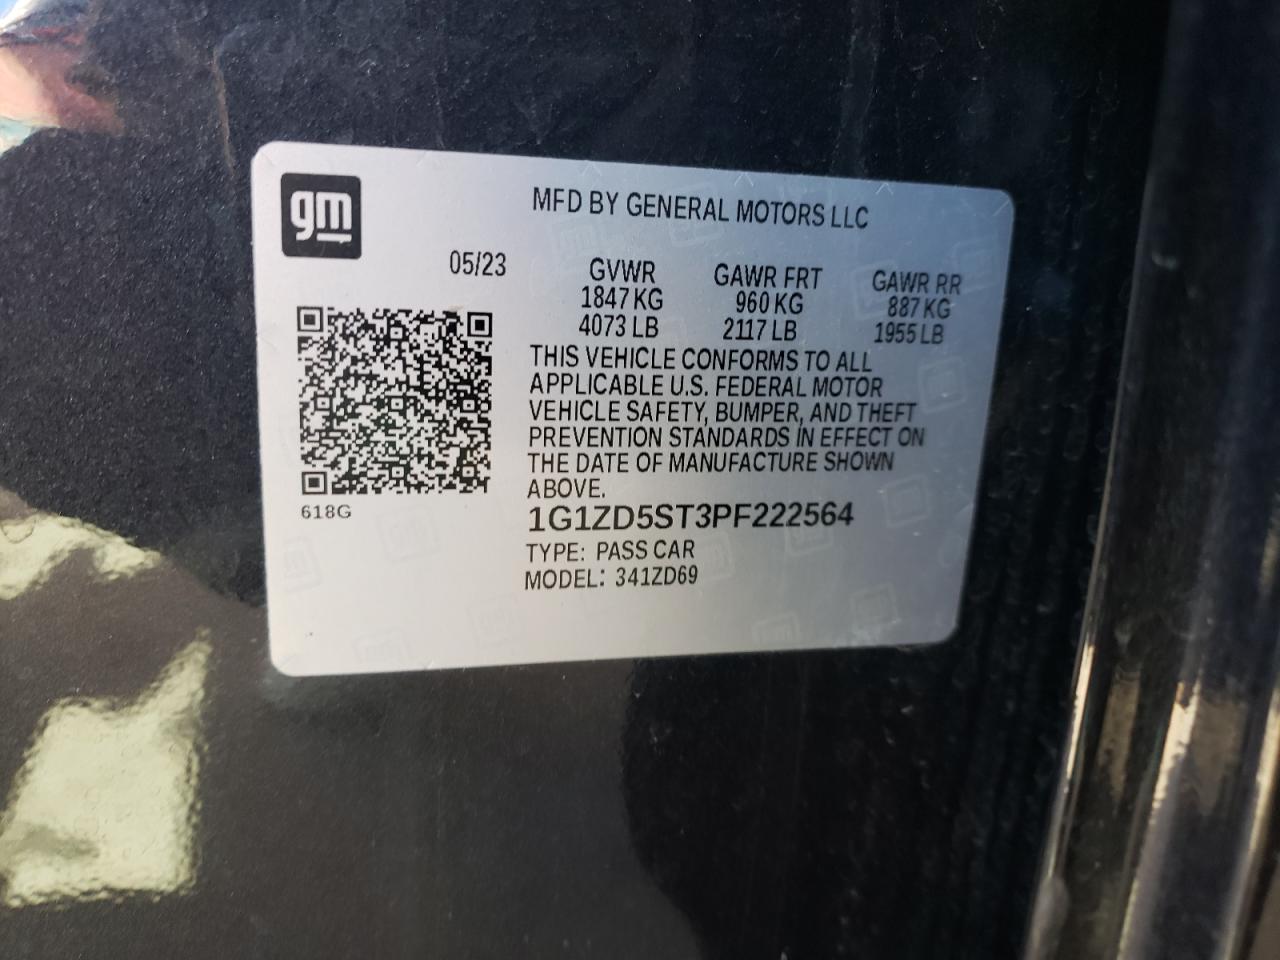 gm
MFD BY GENERAL MOTORS LLC
05/23
GVWR GAWR FRT GAWR RR
1847 KG 960 KG 887 KG
4073 LB 2117 LB 1955 LB
THIS VEHICLE CONFORMS TO ALL
APPLICABLE U.S. FEDERAL MOTOR
VEHICLE SAFETY, BUMPER, AND THEFT
PREVENTION STANDARDS IN EFFECT ON
THE DATE OF MANUFACTURE SHOWN
ABOVE.
618G
1G1ZD5ST3PF222564
TYPE: PASS CAR
MODEL: 341ZD69